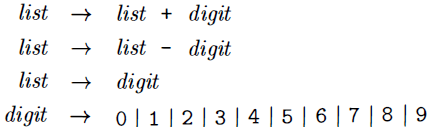 list → list + digit
list → list - digit
list → digit
digit → 0 | 1 | 2 | 3 | 4 | 5 | 6 | 7 | 8 | 9